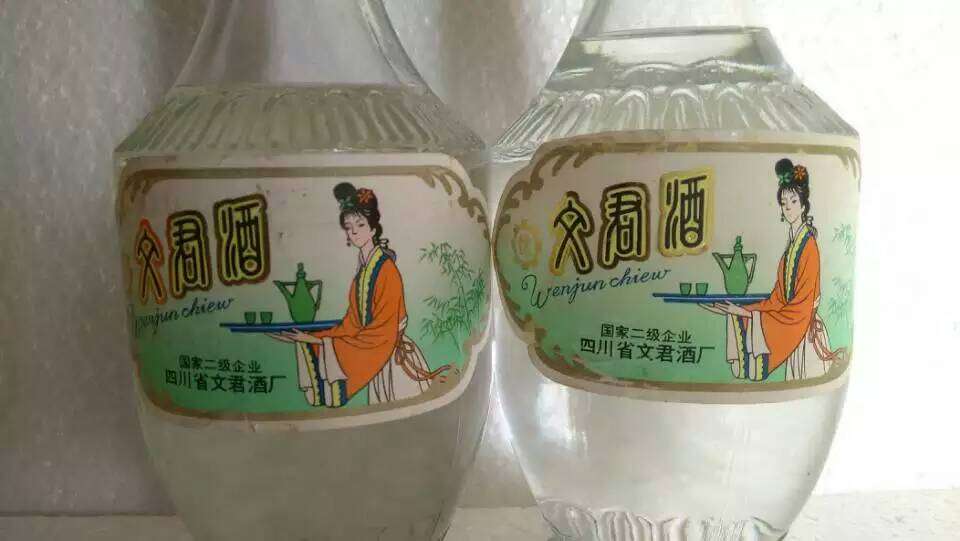 文君酒
Wenjun chiew
国家二级企业
四川省文君酒厂
文君酒
Wenjun chiew
国家二级企业
四川省文君酒厂